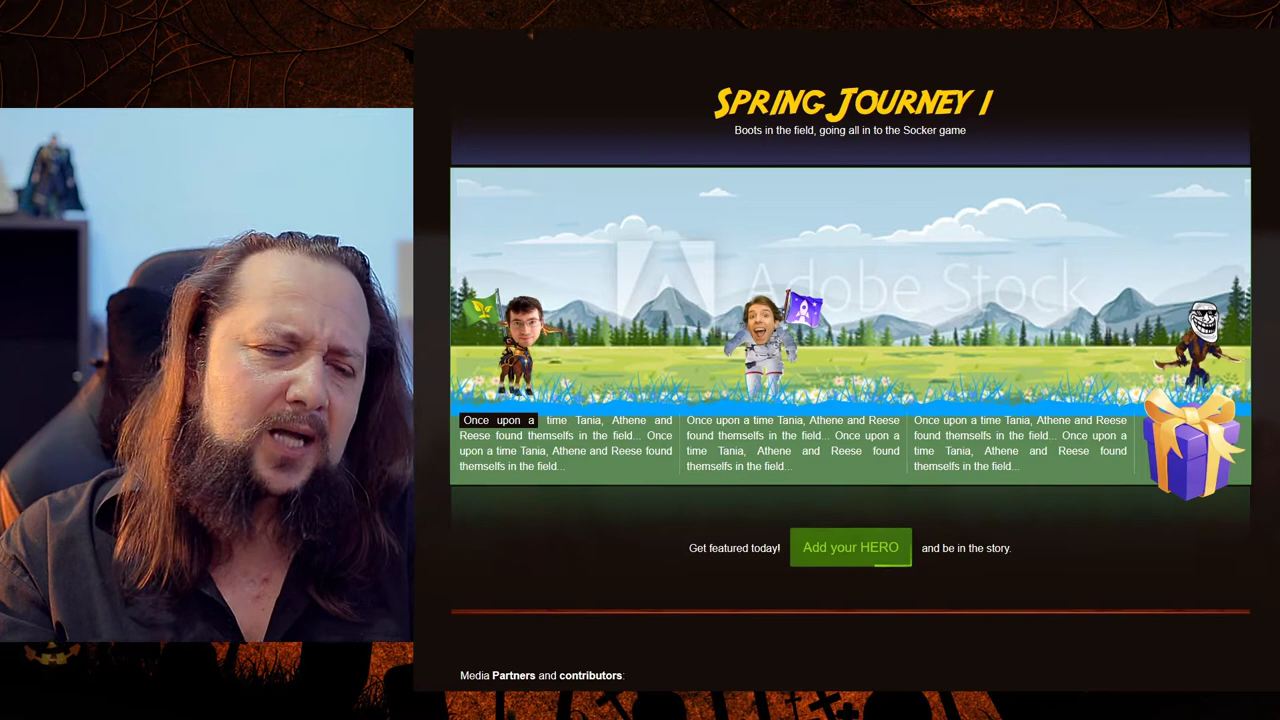 SPRING JOURNEY 1
Boots in the field, going all in to the Socker game
Adobe Stock
Once upon a time Tania, Athene and
Reese found themselfs in the field... Once
upon a time Tania, Athene and Reese found
themselfs in the field...
Once upon a time Tania, Athene and Reese
found themselfs in the field... Once upon a
time Tania, Athene and Reese found
themselfs in the field...
Once upon a time Tania, Athene and Reese
found themselfs in the field... Once upon a
time Tania, Athene and Reese found
themselfs in the field...
Get featured today! Add your HERO and be in the story.
Media Partners and contributors: